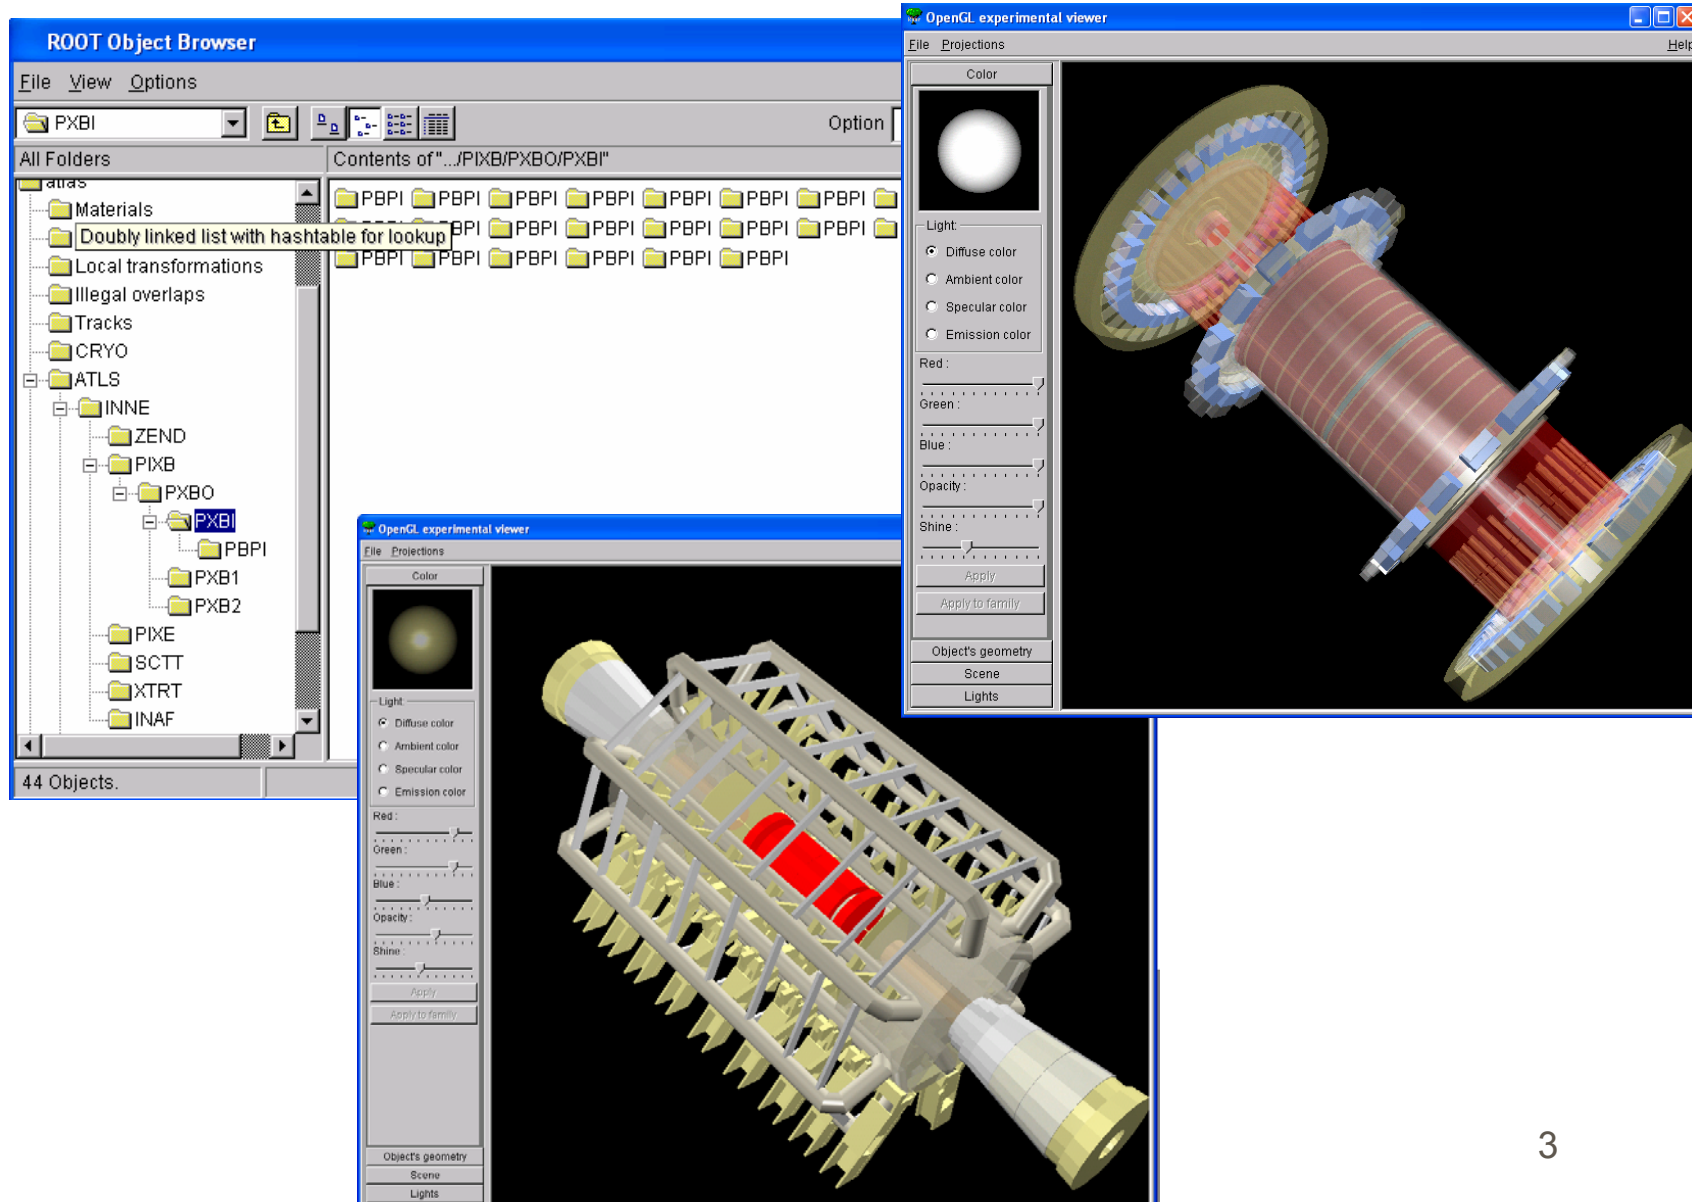 ROOT Object Browser
File View Options
PXBI
Option
All Folders
Contents of ".../PIXB/PXBO/PXBI"
atlas
Materials
Doubly linked list with hashtable for lookup
Local transformations
Illegal overlaps
Tracks
CRYO
ATLS
INNE
ZEND
PIXB
PXBO
PXBI
PBPI
PXB1
PXB2
PIXE
SCTT
XTRT
INAF
44 Objects.
PBPI PBPI PBPI PBPI PBPI PBPI PBPI
PBPI PBPI PBPI PBPI PBPI PBPI PBPI
PBPI PBPI PBPI PBPI PBPI PBPI
OpenGL experimental viewer
File Projections
Help
Color
Light:
Diffuse color
Ambient color
Specular color
Emission color
Red :
Green :
Blue :
Opacity :
Shine :
Apply
Apply to family
Object's geometry
Scene
Lights
OpenGL experimental viewer
File Projections
Color
Light:
Diffuse color
Ambient color
Specular color
Emission color
Red :
Green :
Blue :
Opacity :
Shine :
Apply
Apply to family
Object's geometry
Scene
Lights
3